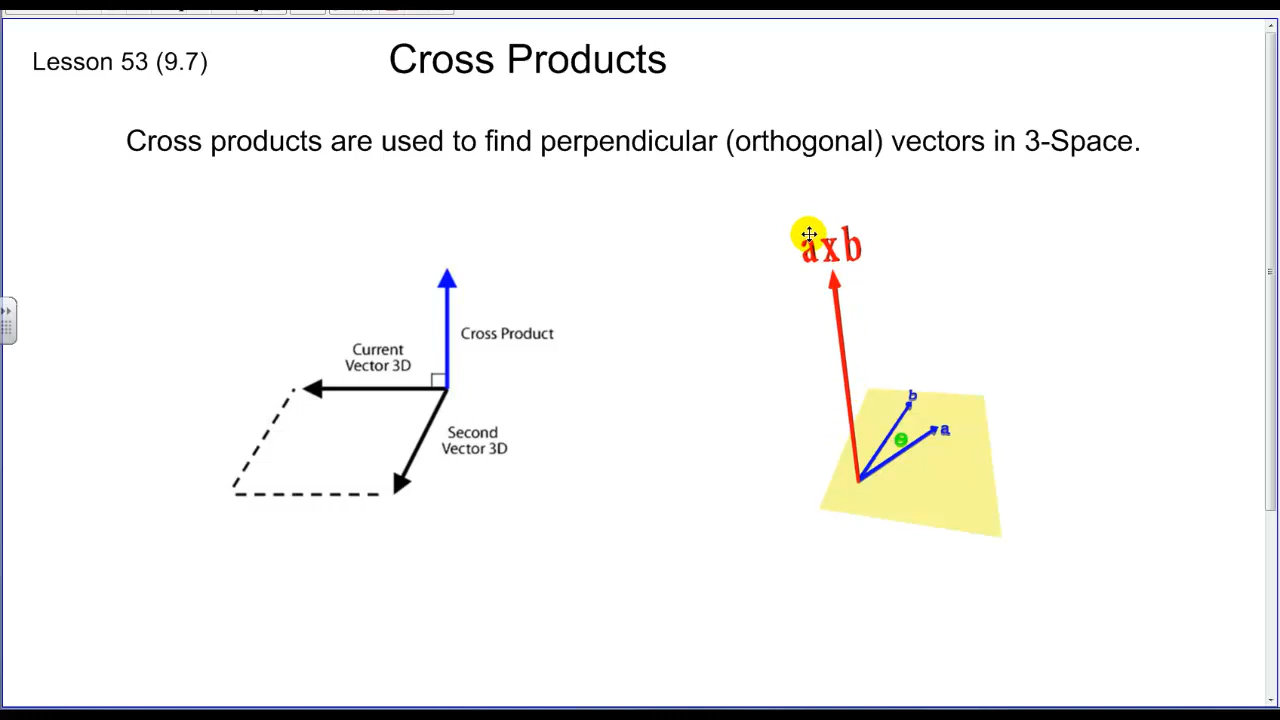 Lesson 53 (9.7)
Cross Products
Cross products are used to find perpendicular (orthogonal) vectors in 3-Space.
axb
Cross Product
Current
Vector 3D
Second
Vector 3D
b
a
θ